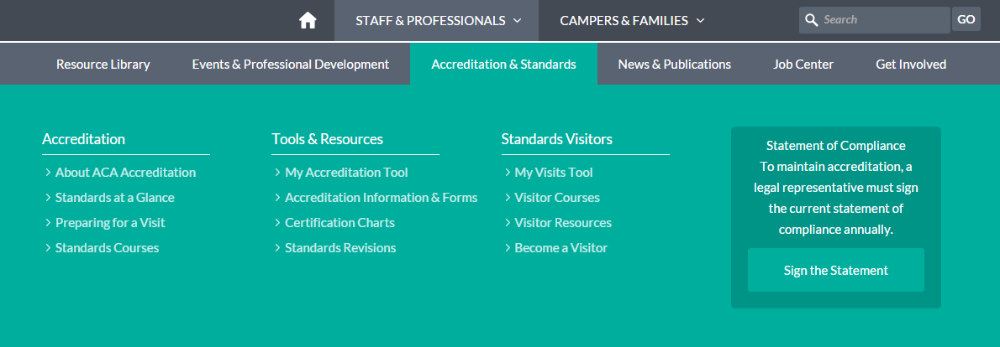 STAFF & PROFESSIONALS
CAMPERS & FAMILIES
Search
GO
Resource Library
Events & Professional Development
Accreditation & Standards
News & Publications
Job Center
Get Involved
Accreditation
About ACA Accreditation
Standards at a Glance
Preparing for a Visit
Standards Courses
Tools & Resources
My Accreditation Tool
Accreditation Information & Forms
Certification Charts
Standards Revisions
Standards Visitors
My Visits Tool
Visitor Courses
Visitor Resources
Become a Visitor
Statement of Compliance
To maintain accreditation, a
legal representative must sign
the current statement of
compliance annually.
Sign the Statement